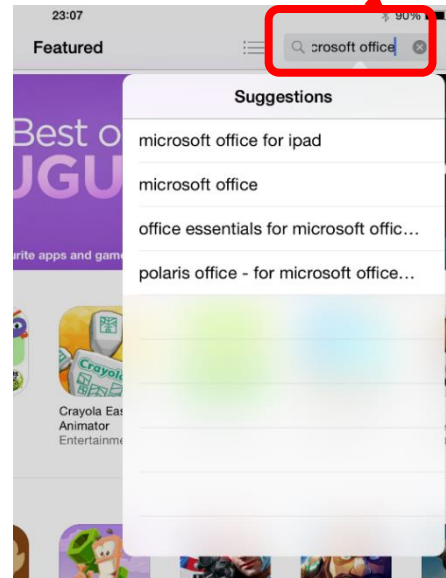 23:07
90%
Featured
crosoft office
Suggestions
microsoft office for ipad
microsoft office
office essentials for microsoft offic...
polaris office - for microsoft office...
Best o
UGU
urite apps and game
Crayola
Crayola Eas
Animator
Entertainme